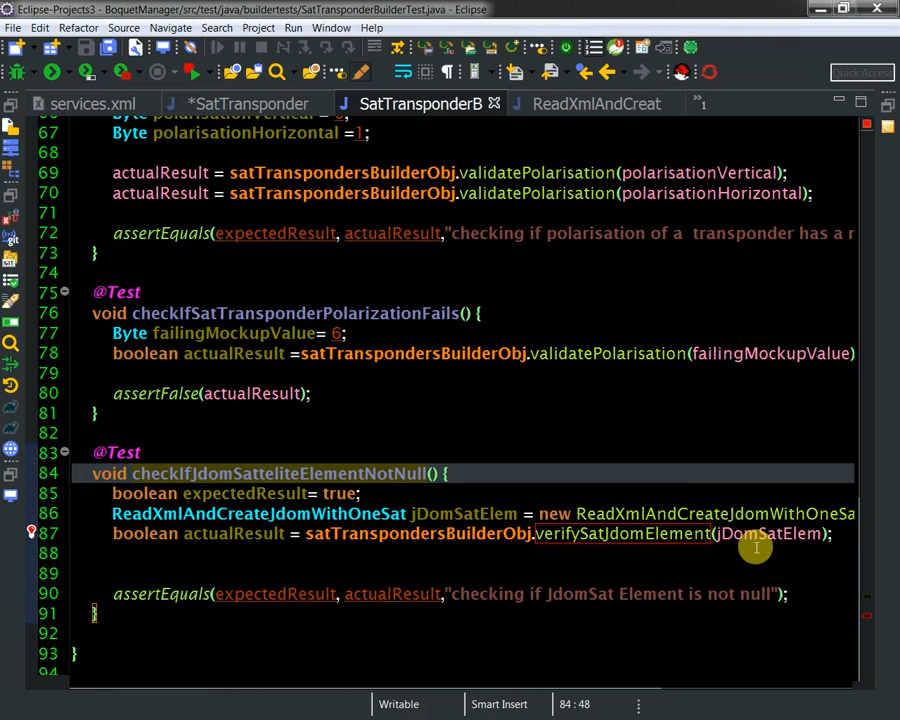 Eclipse-Projects3 - BoquetManager/src/test/java/buildertests/SatTransponderBuilderTest.java - Eclipse
File Edit Refactor Source Navigate Search Project Run Window Help
Quick Access
services.xml *SatTransponder SatTransponderB ReadXmlAndCreat »1
67 Byte polarisationHorizontal =1;
68
69 actualResult = satTranspondersBuilderObj.validatePolarisation(polarisationVertical);
70 actualResult = satTranspondersBuilderObj.validatePolarisation(polarisationHorizontal);
71
72 assertEquals(expectedResult, actualResult,"checking if polarisation of a transponder has a r
73 }
74
75 @Test
76 void checkIfSatTransponderPolarizationFails() {
77 Byte failingMockupValue= 6;
78 boolean actualResult =satTranspondersBuilderObj.validatePolarisation(failingMockupValue)
79
80 assertFalse(actualResult);
81 }
82
83 @Test
84 void checkIfJdomSatteliteElementNotNull() {
85 boolean expectedResult= true;
86 ReadXmlAndCreateJdomWithOneSat jDomSatElem = new ReadXmlAndCreateJdomWithOneSa
87 boolean actualResult = satTranspondersBuilderObj.verifySatJdomElement(jDomSatElem);
88
89
90 assertEquals(expectedResult, actualResult,"checking if JdomSat Element is not null");
91 }
92
93 }
94
Writable Smart Insert 84 : 48